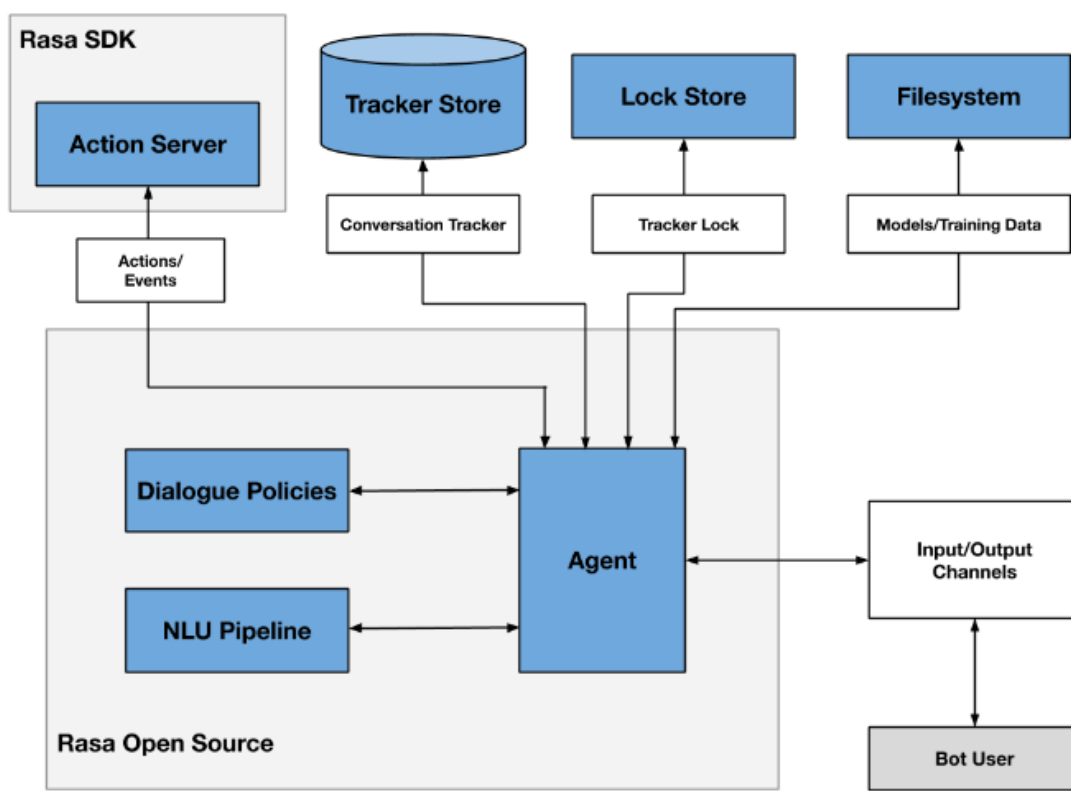 Rasa SDK
Action Server
Tracker Store
Lock Store
Filesystem
Conversation Tracker
Tracker Lock
Models/Training Data
Actions/
Events
Dialogue Policies
NLU Pipeline
Agent
Input/Output
Channels
Rasa Open Source
Bot User